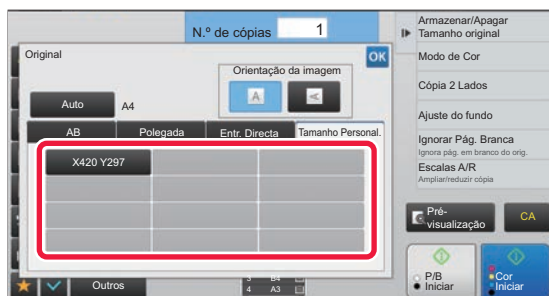 N.º de cópias 1
Original
OK
Orientação da imagem
A A
Auto A4
AB Polegada Entr. Directa Tamanho Personal.
X420 Y297
Outros
4 A3
Armazenar/Apagar
Tamanho original
Modo de Cor
Cópia 2 Lados
Ajuste do fundo
Ignorar Pág. Branca
Ignora pág. em branco do orig.
Escalas A/R
Ampliar/reduzir cópia
Pré-
visualização
CA
P/B
Iniciar
Cor
Iniciar